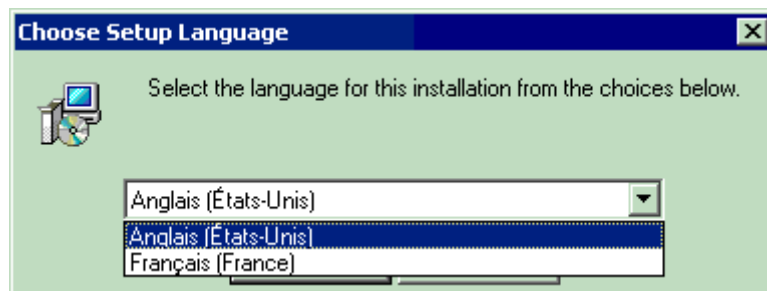 Choose Setup Language
Select the language for this installation from the choices below.
Anglais (États-Unis)
Anglais (États-Unis)
Français (France)